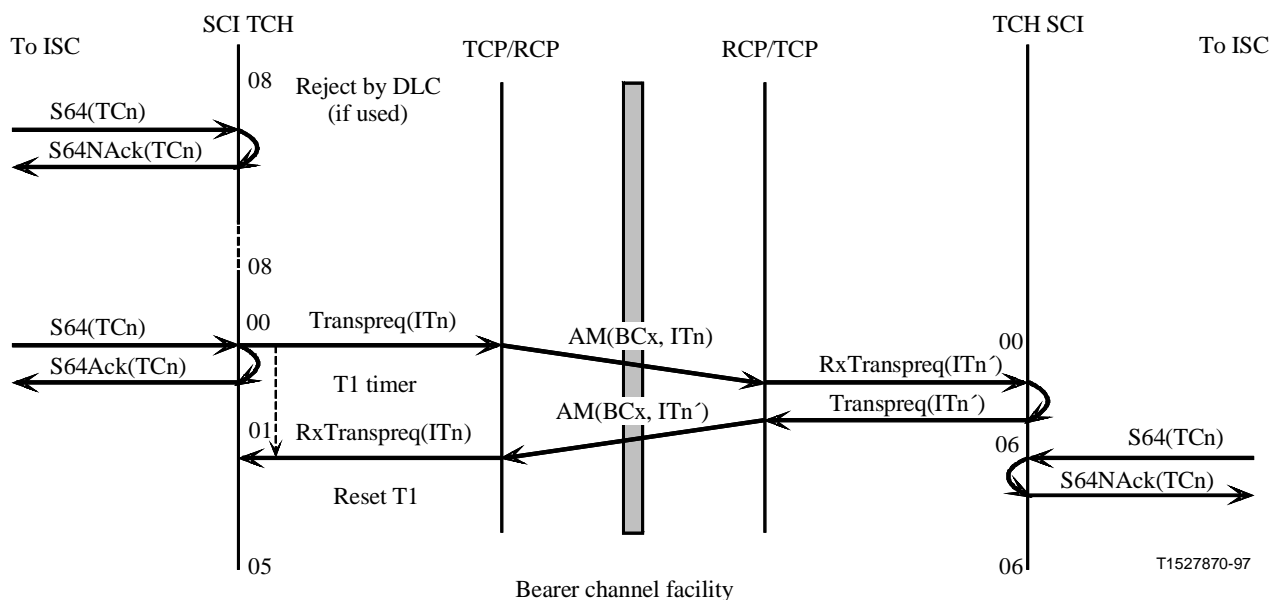 SCI TCH
TCH SCI
To ISC
TCP/RCP
RCP/TCP
To ISC
08
Reject by DLC
(if used)
S64(TCn)
S64NAck(TCn)
08
00
S64(TCn)
Transpreq(ITn)
AM(BCx, ITn)
00
S64Ack(TCn)
T1 timer
RxTranspreq(ITn´)
AM(BCx, ITn´)
Transpreq(ITn´)
01
RxTranspreq(ITn)
06
S64(TCn)
S64NAck(TCn)
Reset T1
05
06
T1527870-97
Bearer channel facility